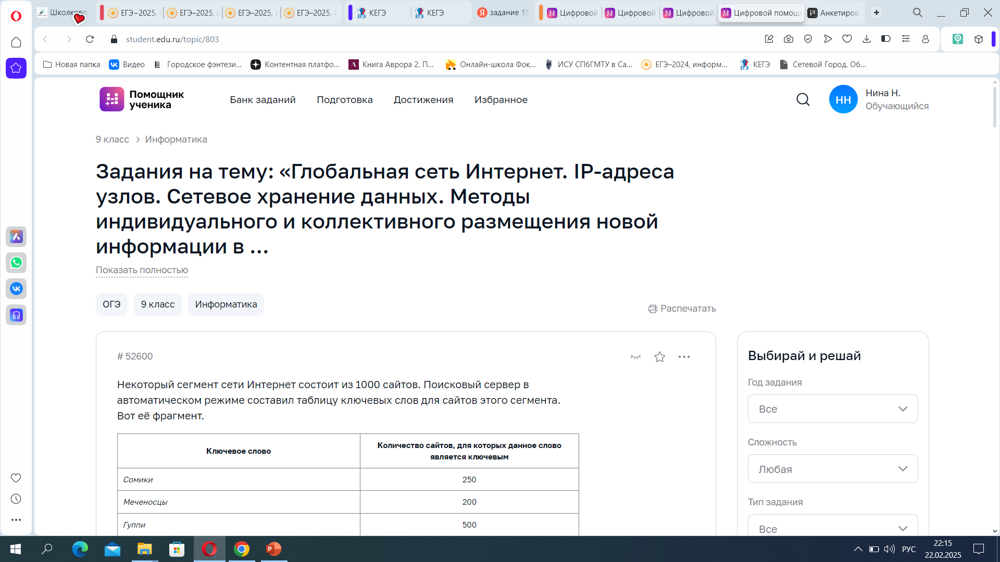 Школково
ЕГЭ–2025,
ЕГЭ–2025,
ЕГЭ–2025,
ЕГЭ–2025,
КЕГЭ
КЕГЭ
задание 15
Цифровой
Цифровой
Цифровой
Цифровой помощ
Анкетиров
student.edu.ru/topic/803
Новая папка
Видео
Городское фэнтези...
Контентная платфо...
Книга Аврора 2. П...
Онлайн-школа Фок...
ИСУ СПбГМТУ в Са...
ЕГЭ–2024, информ...
КЕГЭ
Сетевой Город. Об...
Помощник
ученика
Банк заданий
Подготовка
Достижения
Избранное
НН
Нина Н.
Обучающийся
9 класс > Информатика
Задания на тему: «Глобальная сеть Интернет. IP-адреса
узлов. Сетевое хранение данных. Методы
индивидуального и коллективного размещения новой
информации в ...
Показать полностью
ОГЭ
9 класс
Информатика
Распечатать
# 52600
Некоторый сегмент сети Интернет состоит из 1000 сайтов. Поисковый сервер в
автоматическом режиме составил таблицу ключевых слов для сайтов этого сегмента.
Вот её фрагмент.
Ключевое слово
Количество сайтов, для которых данное слово
является ключевым
Сомики 250
Меченосцы 200
Гуппи 500
Выбирай и решай
Год задания
Все
Сложность
Любая
Тип задания
Все
РУС
22:15
22.02.2025